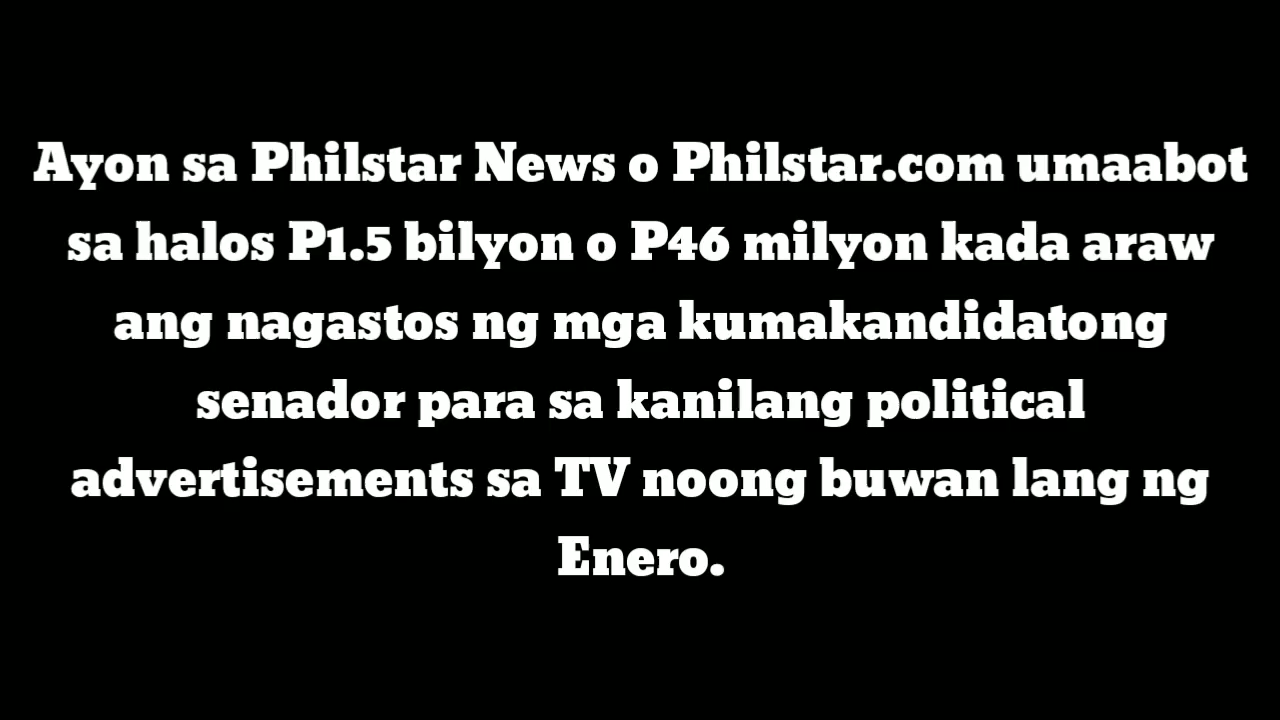 Ayon sa Philstar News o Philstar.com umaabot
sa halos P1.5 bilyon o P46 milyon kada araw
ang nagastos ng mga kumakandidatong
senador para sa kanilang political
advertisements sa TV noong buwan lang ng
Enero.